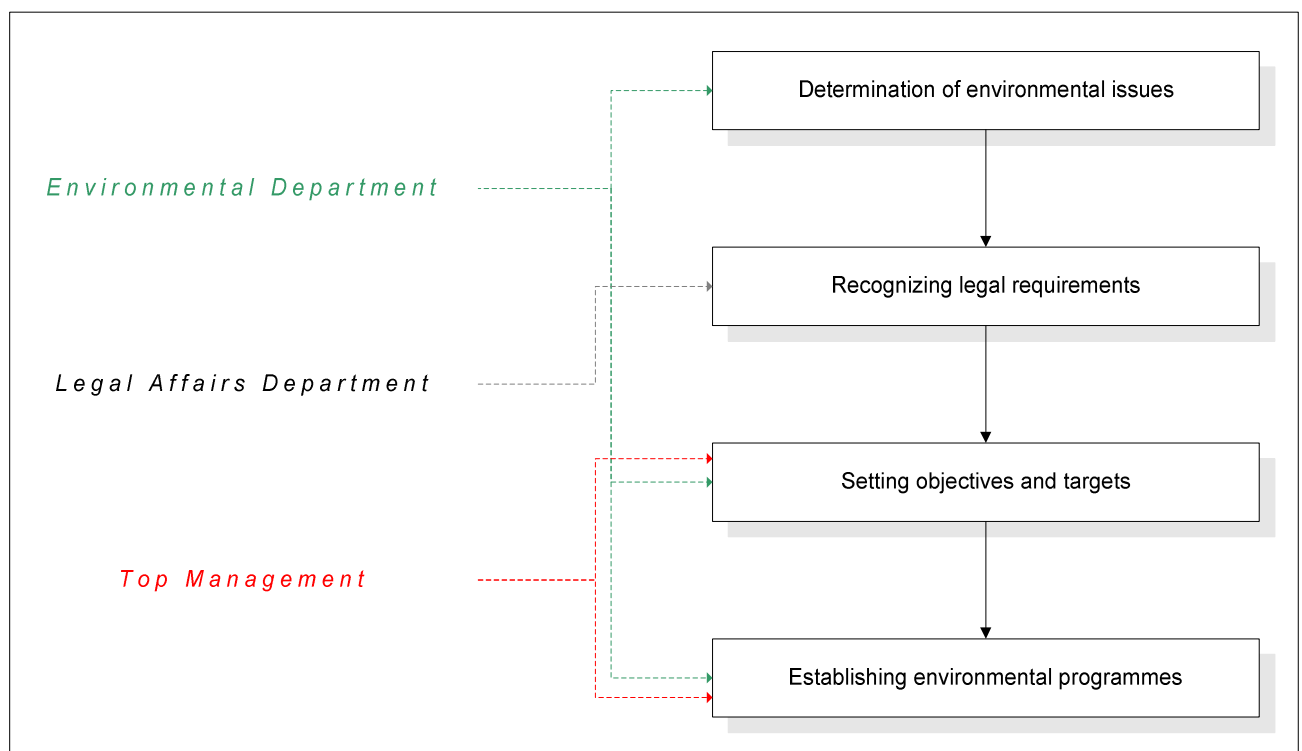 Determination of environmental issues
Environmental Department
Recognizing legal requirements
Legal Affairs Department
Setting objectives and targets
Top Management
Establishing environmental programmes